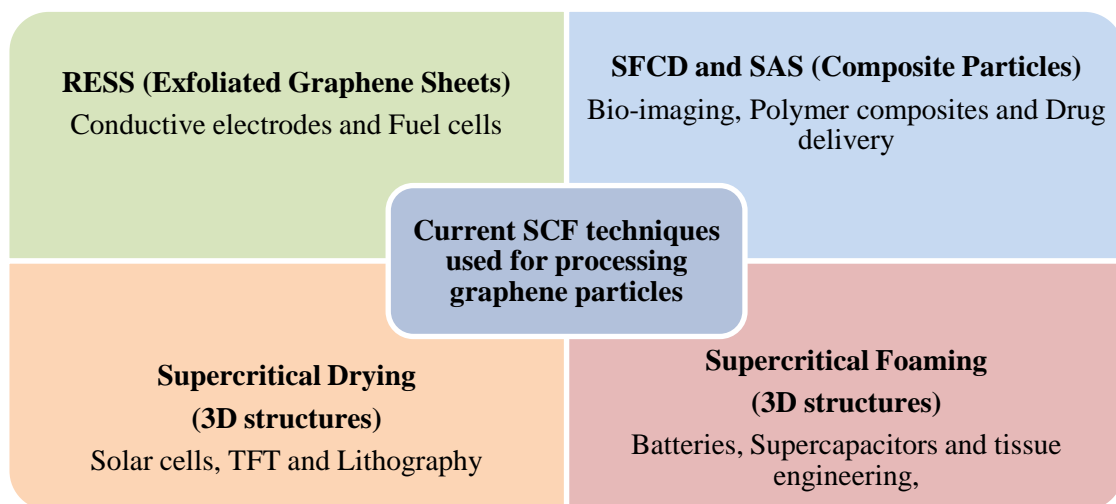 RESS (Exfoliated Graphene Sheets)
Conductive electrodes and Fuel cells
SFCD and SAS (Composite Particles)
Bio-imaging, Polymer composites and Drug
delivery
Current SCF techniques
used for processing
graphene particles
Supercritical Drying
(3D structures)
Solar cells, TFT and Lithography
Supercritical Foaming
(3D structures)
Batteries, Supercapacitors and tissue
engineering,